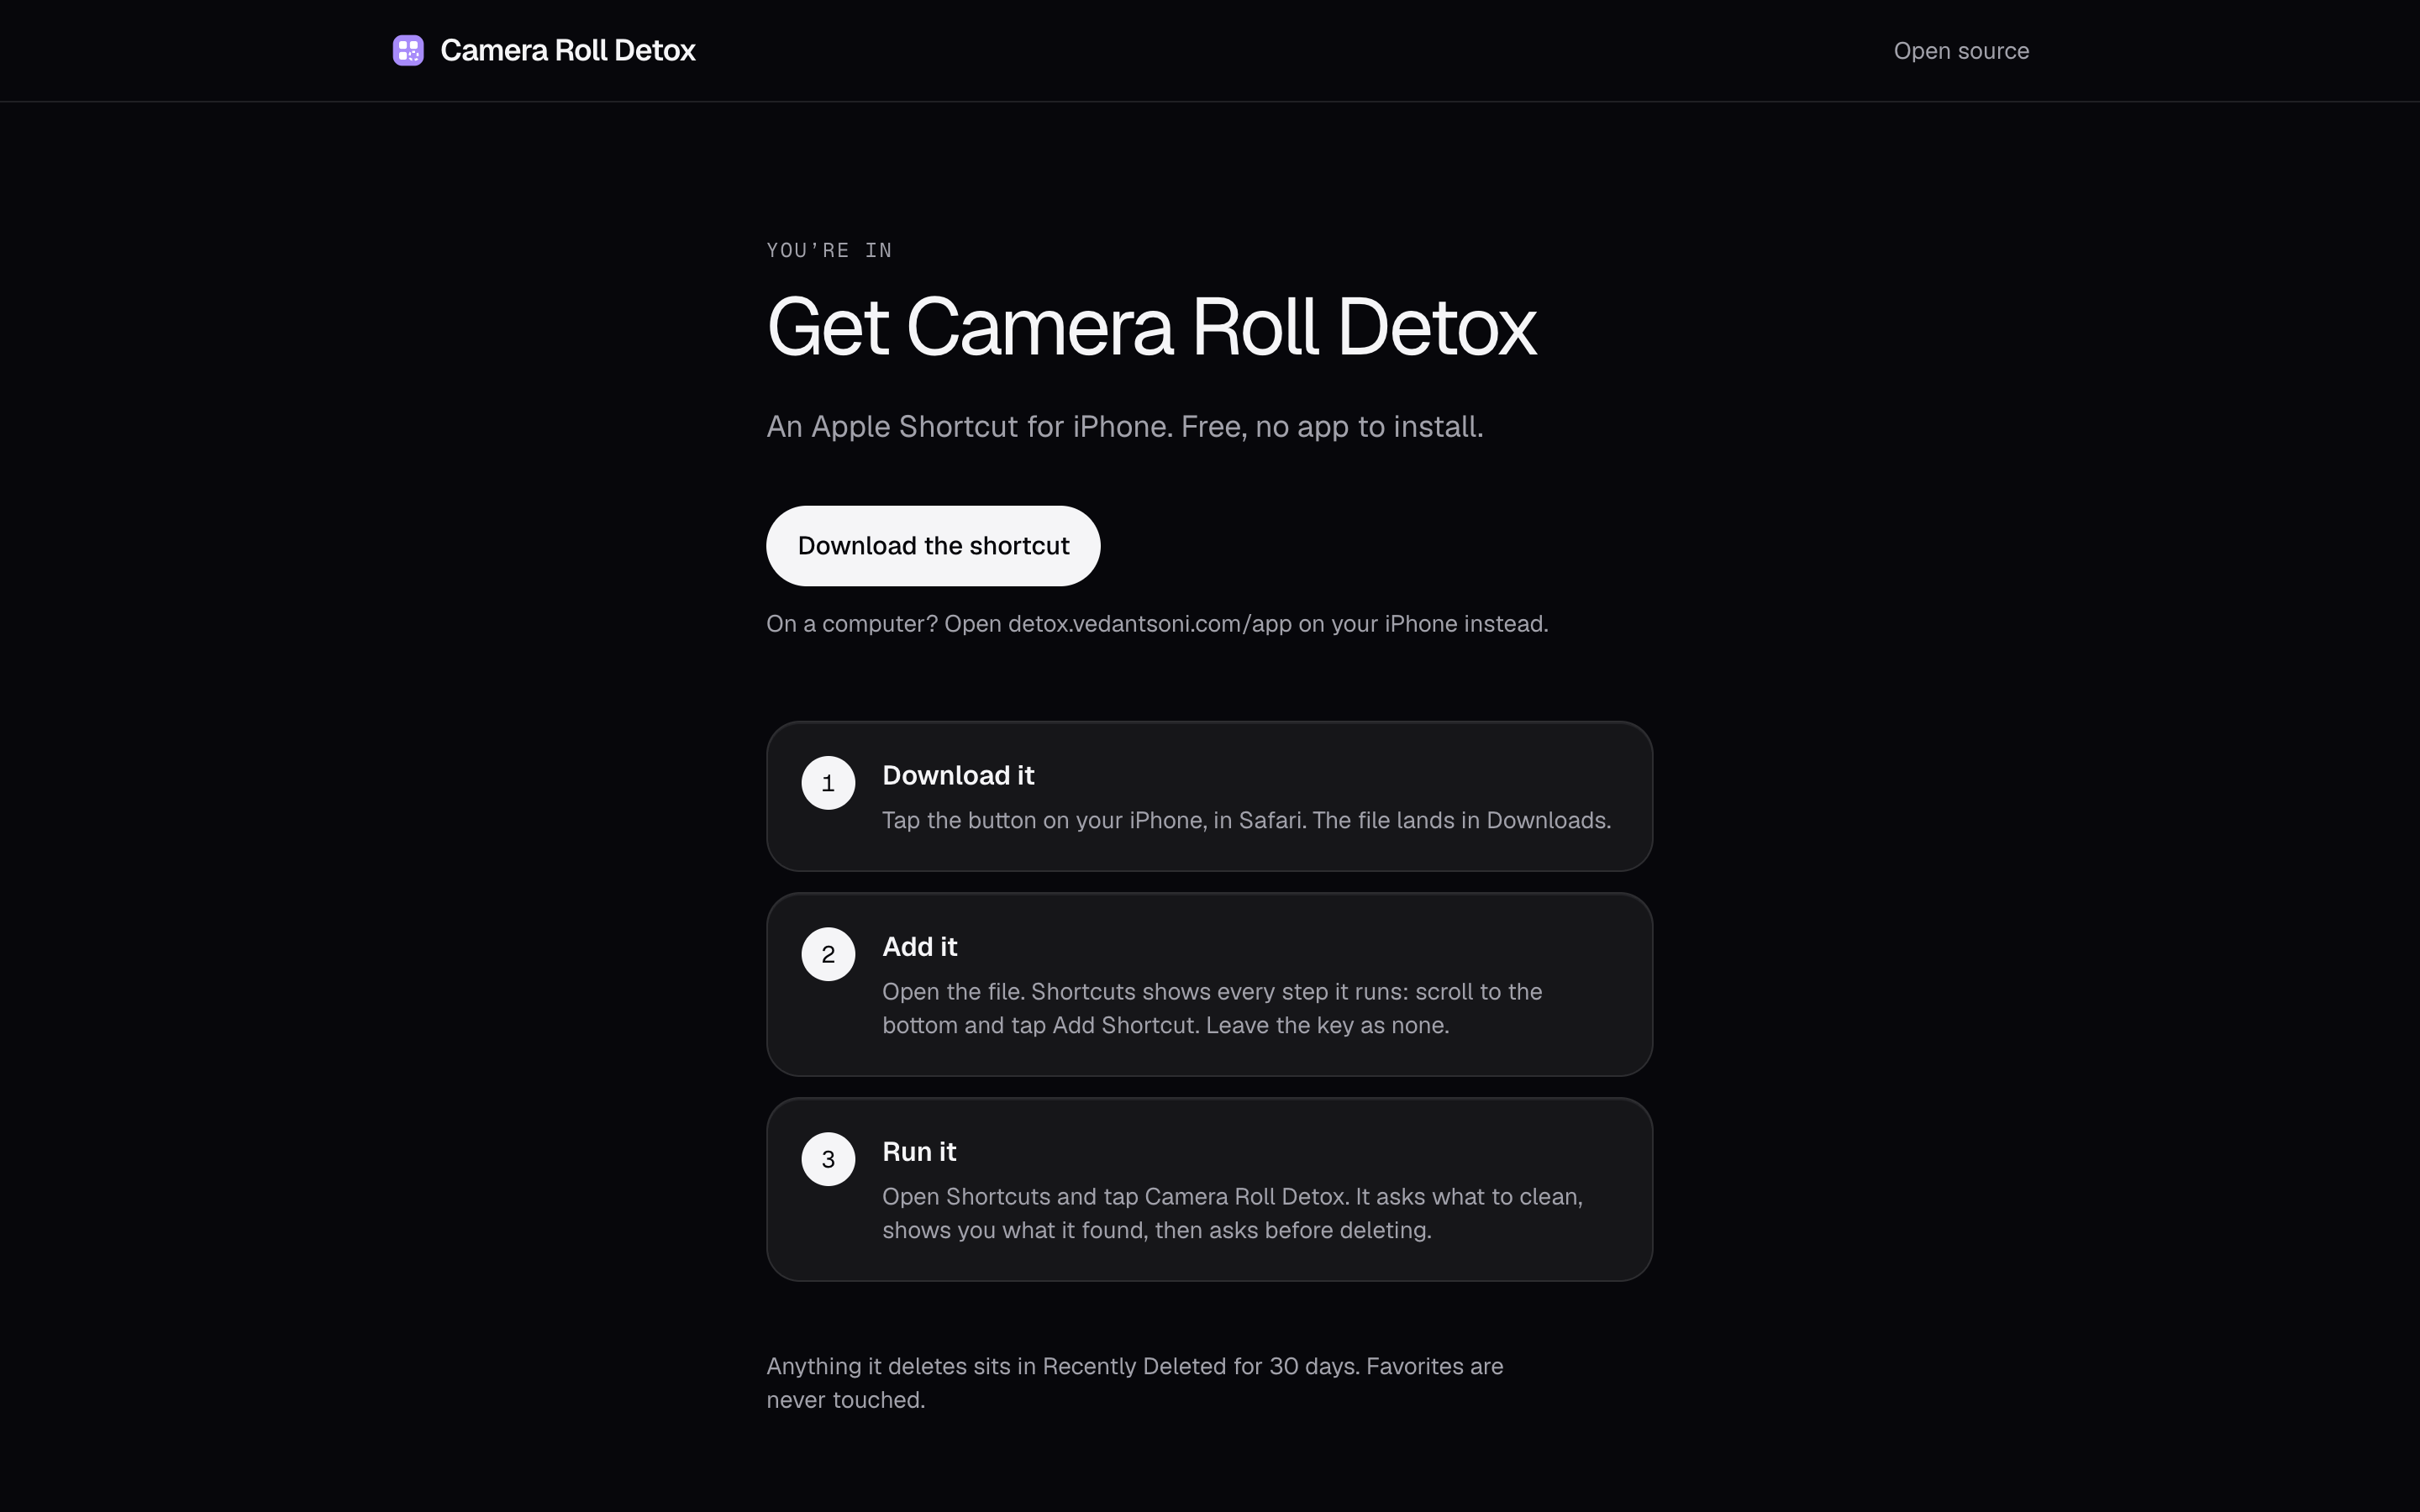 Camera Roll Detox
Open source
YOU’RE IN
Get Camera Roll Detox
An Apple Shortcut for iPhone. Free, no app to install.
Download the shortcut
On a computer? Open detox.vedantsoni.com/app on your iPhone instead.
1
Download it
Tap the button on your iPhone, in Safari. The file lands in Downloads.
2
Add it
Open the file. Shortcuts shows every step it runs: scroll to the
bottom and tap Add Shortcut. Leave the key as none.
3
Run it
Open Shortcuts and tap Camera Roll Detox. It asks what to clean,
shows you what it found, then asks before deleting.
Anything it deletes sits in Recently Deleted for 30 days. Favorites are
never touched.